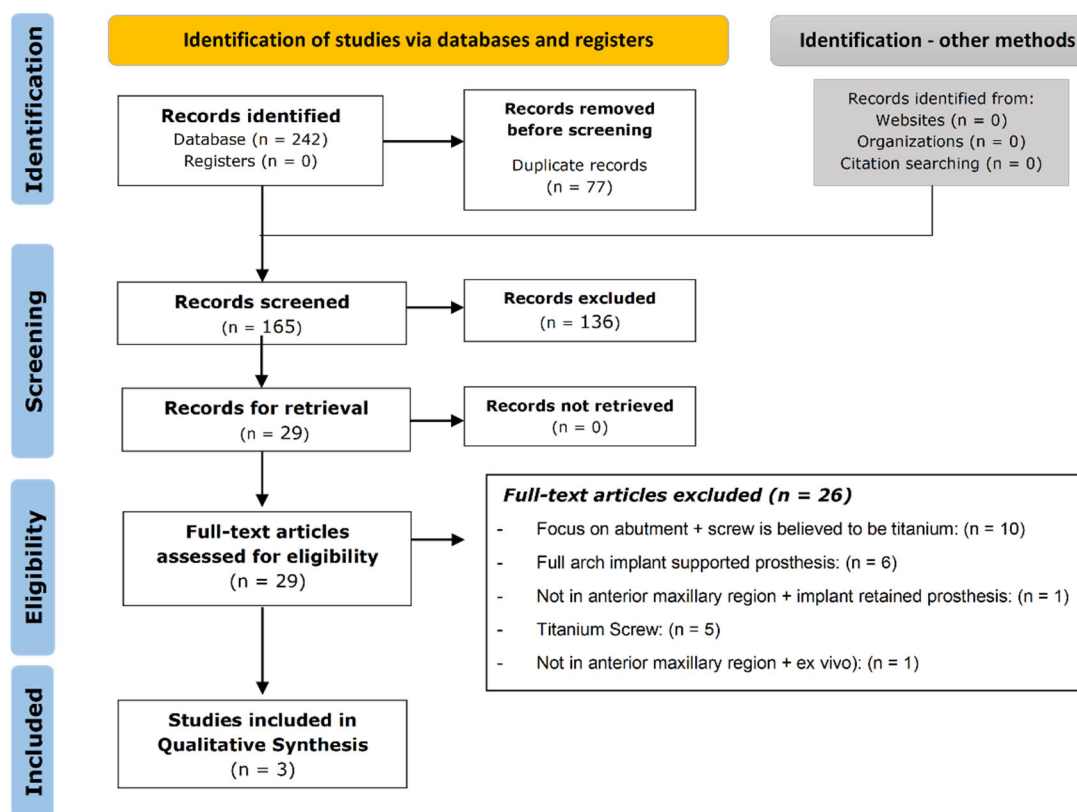 Identification
Identification of studies via databases and registers
Identification - other methods
Records identified
Database (n = 242)
Registers (n = 0)
Records removed
before screening
Duplicate records
(n = 77)
Records identified from:
Websites (n = 0)
Organizations (n = 0)
Citation searching (n = 0)
Screening
Records screened
(n = 165)
Records excluded
(n = 136)
Records for retrieval
(n = 29)
Records not retrieved
(n = 0)
Eligibility
Full-text articles
assessed for eligibility
(n = 29)
Full-text articles excluded (n = 26)
- Focus on abutment + screw is believed to be titanium: (n = 10)
- Full arch implant supported prosthesis: (n = 6)
- Not in anterior maxillary region + implant retained prosthesis: (n = 1)
- Titanium Screw: (n = 5)
- Not in anterior maxillary region + ex vivo): (n = 1)
Included
Studies included in
Qualitative Synthesis
(n = 3)